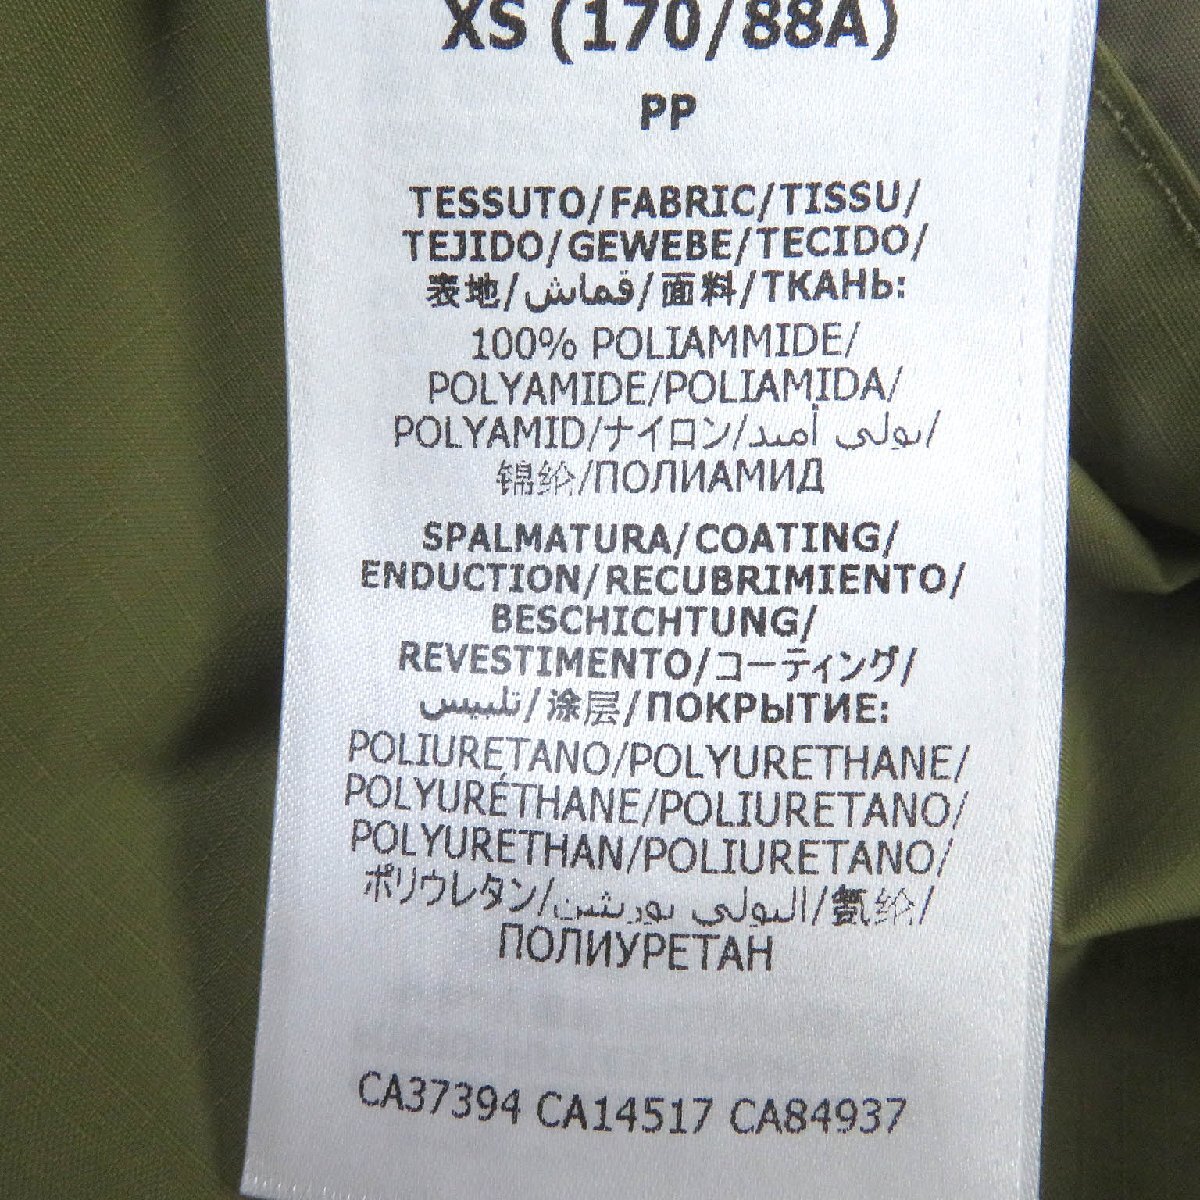 XS (170/88A)
PP
TESSUTO/FABRIC/TISSU/
TEJIDO/GEWEBE/TECIDO/
表地/قماش/面料/ТКАНЬ:
100% POLIAMMIDE/
POLYAMIDE/POLIAMIDA/
POLYAMID/ナイロン/بولي أميد/
锦纶/ПОЛИАМИД
SPALMATURA/COATING/
ENDUCTION/RECUBRIMIENTO/
BESCHICHTUNG/
REVESTIMENTO/コーティング/
تلبيس/涂层/ПОКРЫТИЕ:
POLIURETANO/POLYURETHANE/
POLYURÉTHANE/POLIURETANO/
POLYURETHAN/POLIURETANO/
ポリウレタン/البولي يوريثين/氨纶/
ПОЛИУРЕТАН
CA37394 CA14517 CA84937